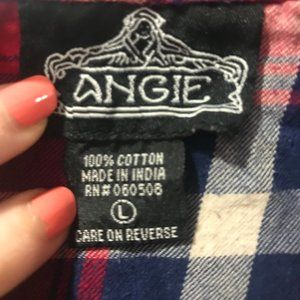 ANGIE
100% COTTON
MADE IN INDIA
RN# 060508
L
CARE ON REVERSE